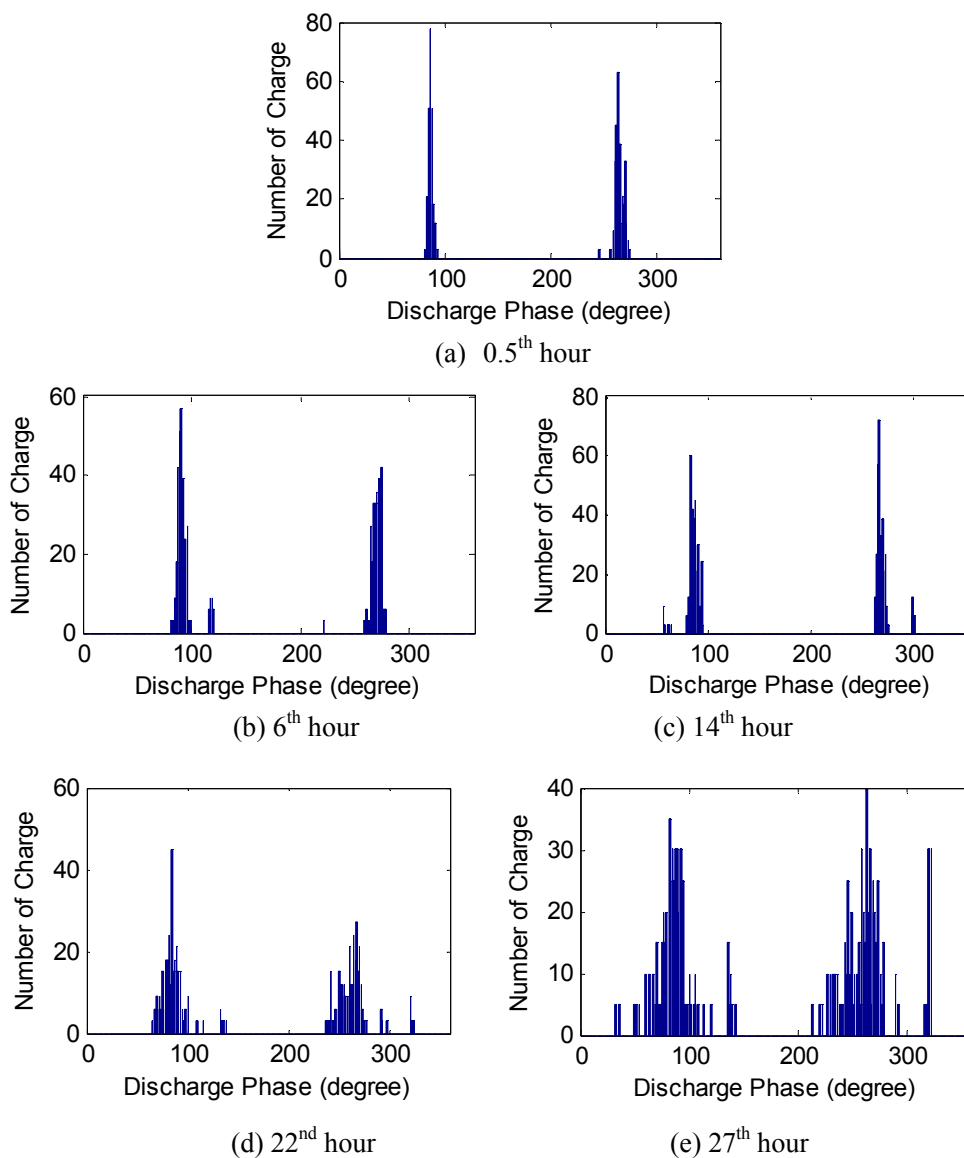 80
60
40
20
0
Number of Charge
0 100 200 300
Discharge Phase (degree)
(a) 0.5th hour
60
40
20
0
Number of Charge
0 100 200 300
Discharge Phase (degree)
(b) 6th hour
80
60
40
20
0
Number of Charge
0 100 200 300
Discharge Phase (degree)
(c) 14th hour
60
40
20
0
Number of Charge
0 100 200 300
Discharge Phase (degree)
(d) 22nd hour
40
30
20
10
0
Number of Charge
0 100 200 300
Discharge Phase (degree)
(e) 27th hour